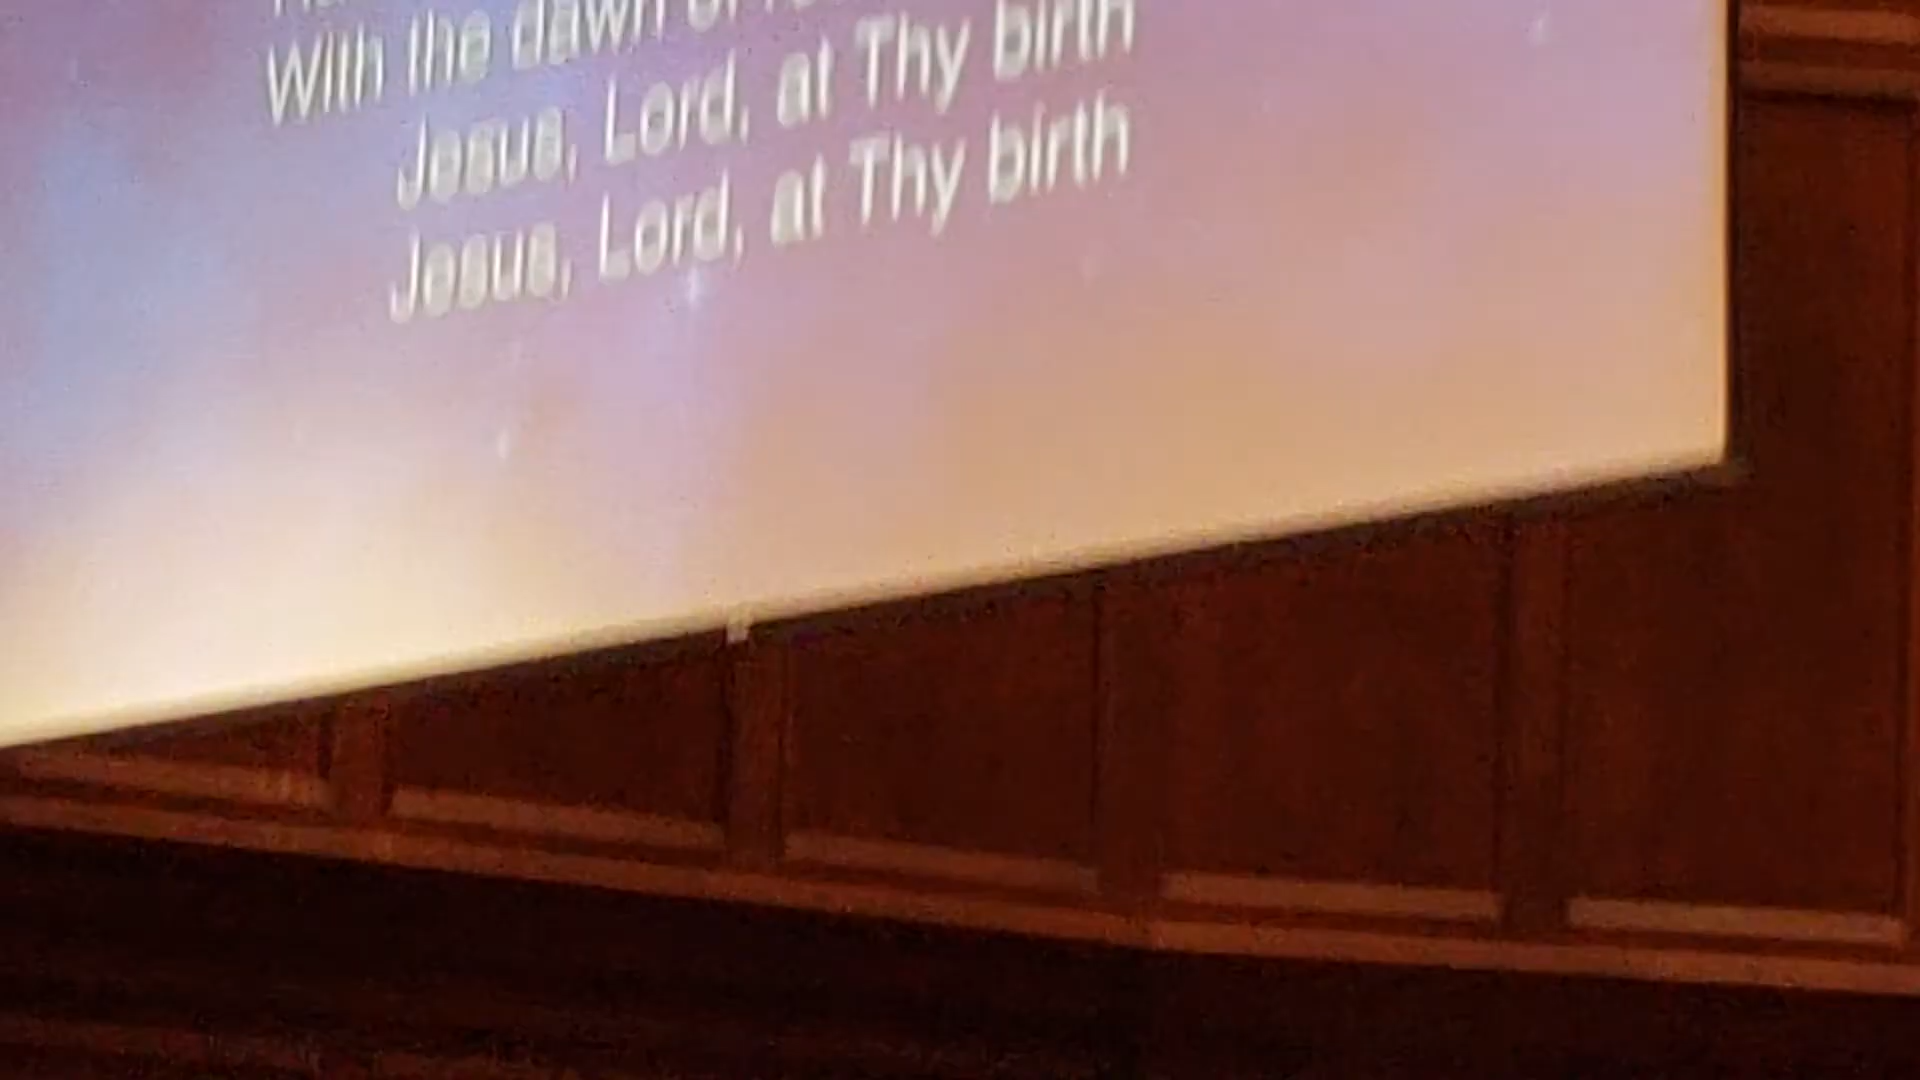 With the dawn of
Jesus, Lord, at Thy birth
Jesus, Lord, at Thy birth